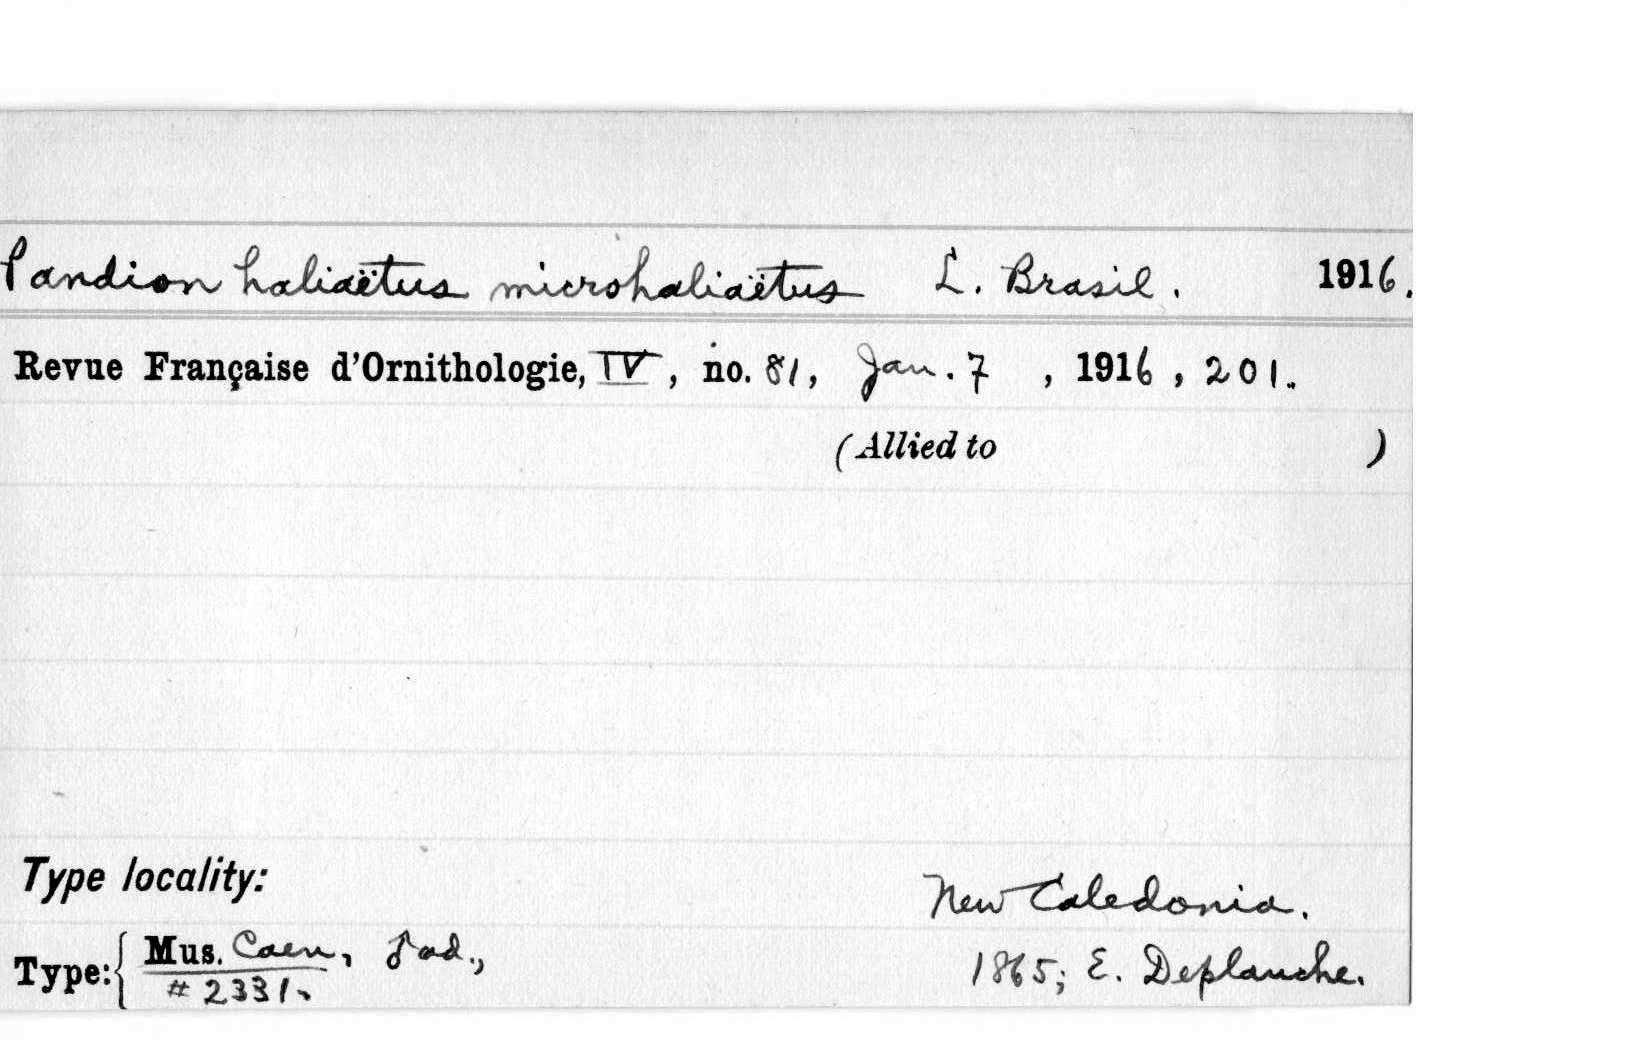 Pandion haliaëtus microhaliaëtus L. Brasil. 1916.
Revue Française d'Ornithologie, IV, no. 81, Jan. 7, 1916, 201.
(Allied to )
Type locality: New Caledonia.
Type: { Mus. Caen, ♂ ad., 1865; E. Deplanche.
# 2331.